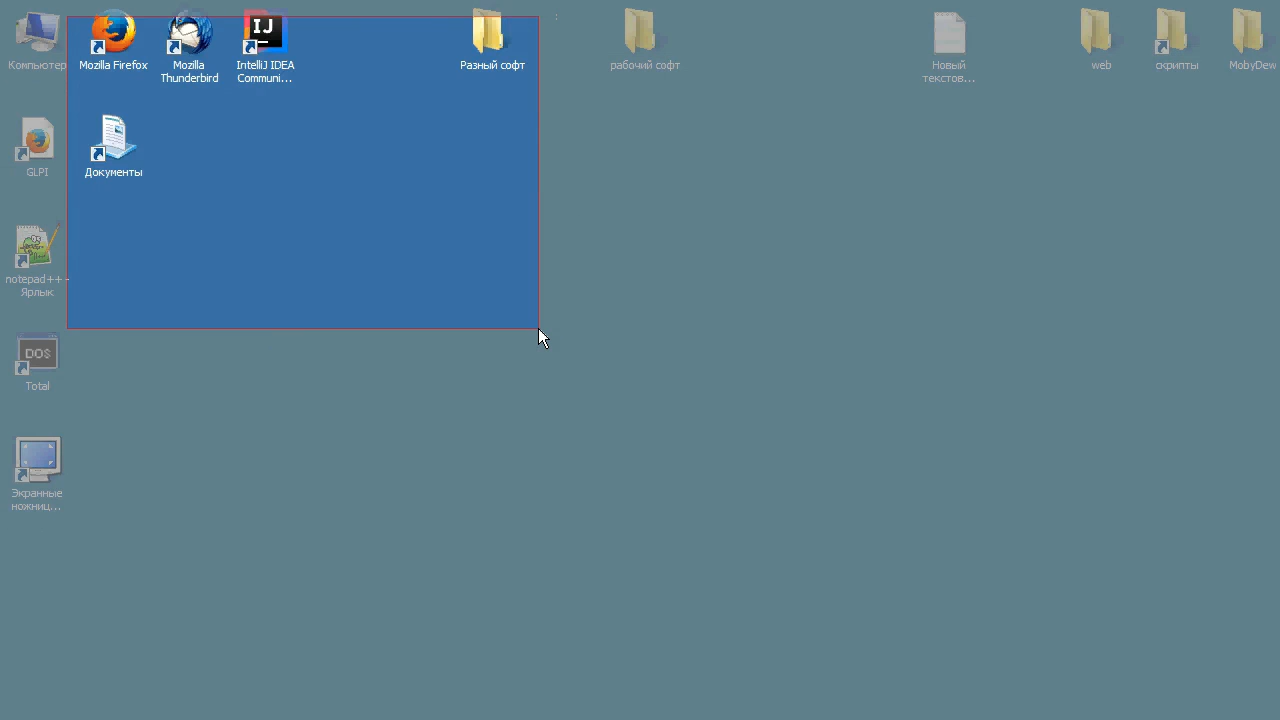 Компьютер
Mozilla Firefox
Mozilla
Thunderbird
IJ
IntelliJ IDEA
Communi...
Разный софт
рабочий софт
Новый
текстов...
web
скрипты
MobyDew
GLPI
Документы
notepad++ -
Ярлык
DOS
Total
Экранные
ножниц...